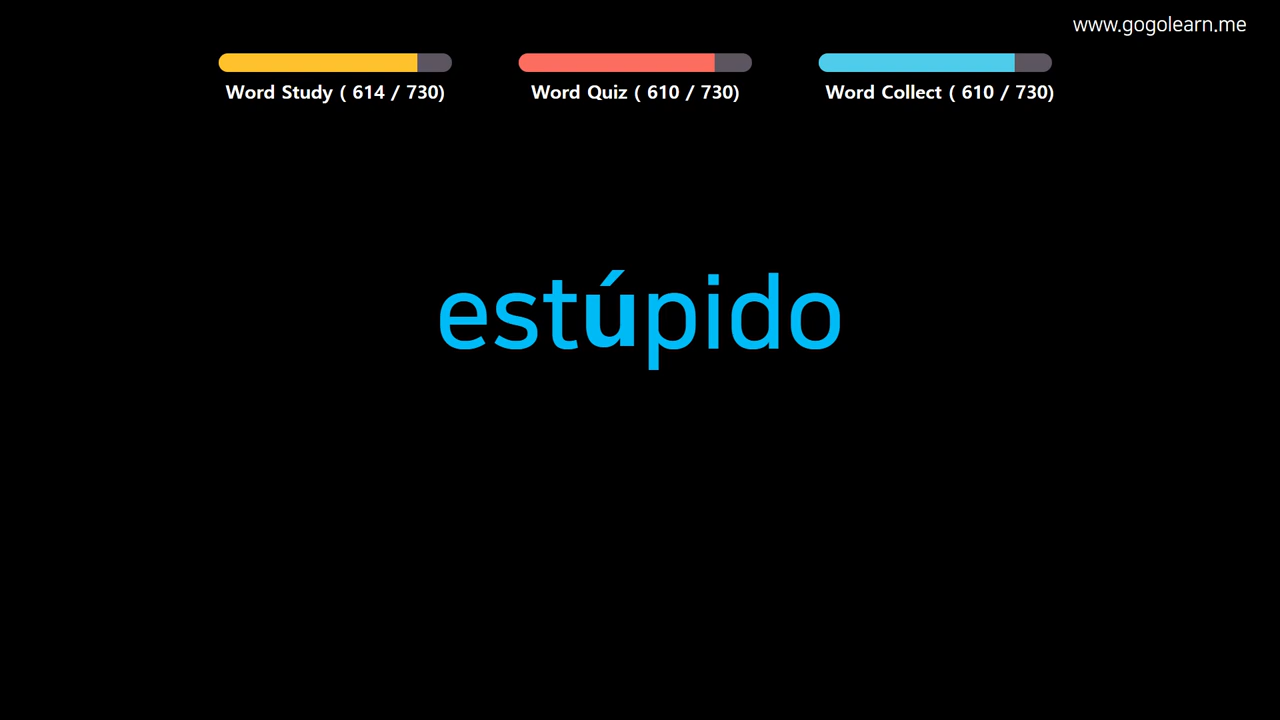 www.gogolearn.me
Word Study ( 614 / 730)
Word Quiz ( 610 / 730)
Word Collect ( 610 / 730)
estúpido